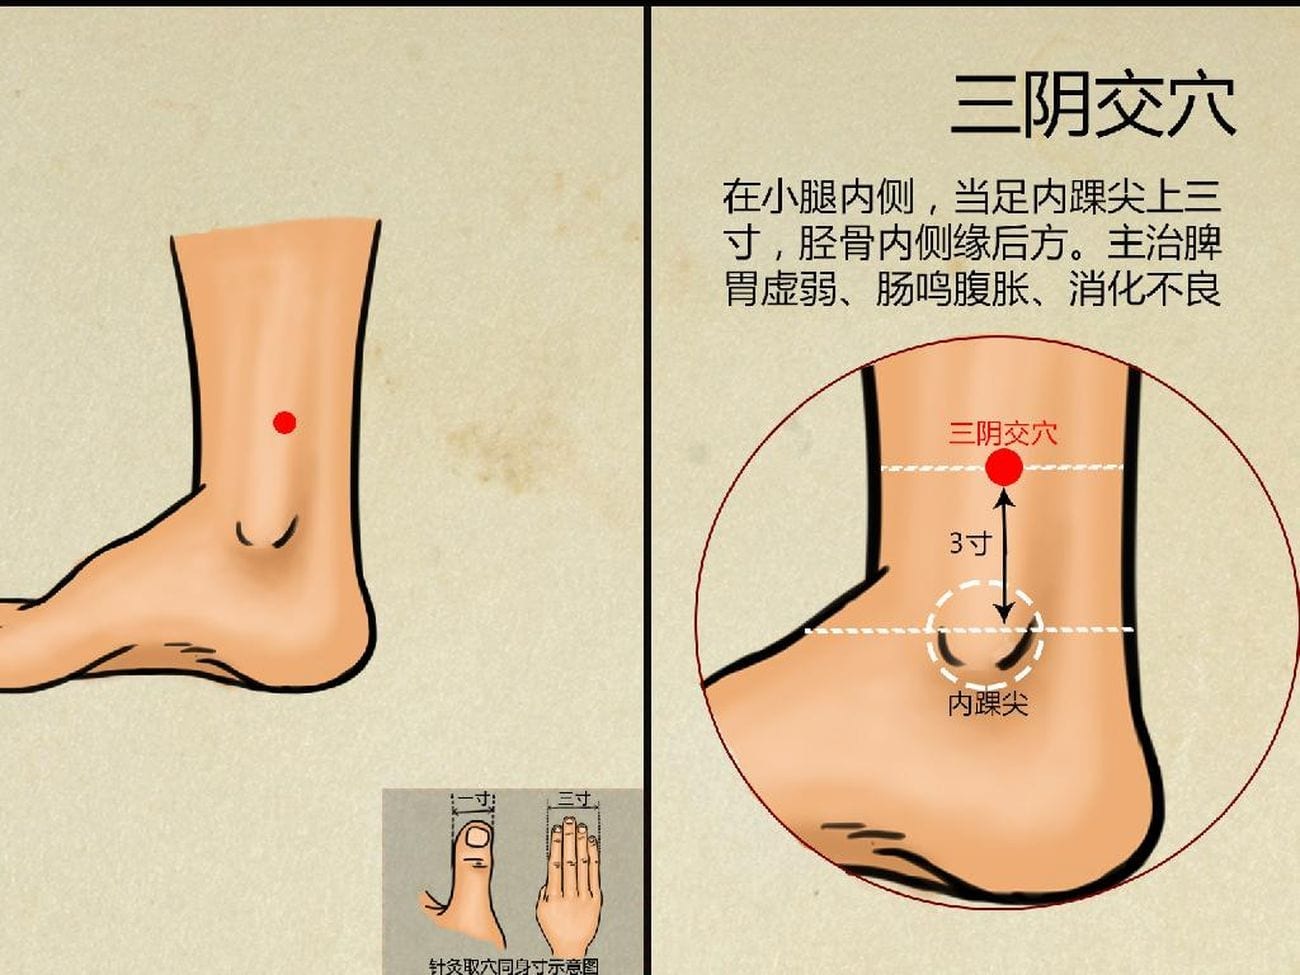 三阴交穴
在小腿内侧，当足内踝尖上三
寸，胫骨内侧缘后方。主治脾
胃虚弱、肠鸣腹胀、消化不良
三阴交穴
3寸
内踝尖
一寸
三寸
针灸取穴同身寸示意图